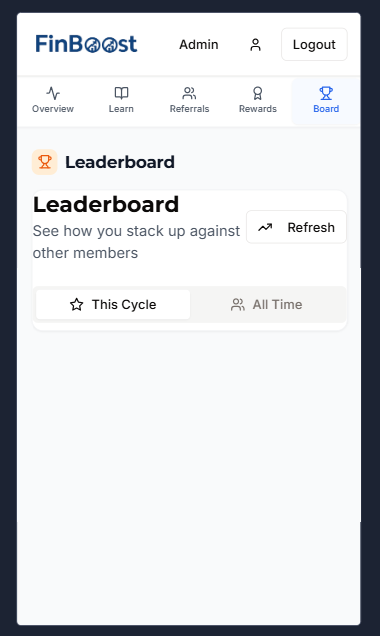 FinBoost
Admin
Logout
Overview
Learn
Referrals
Rewards
Board
Leaderboard
Leaderboard
See how you stack up against
other members
Refresh
This Cycle
All Time